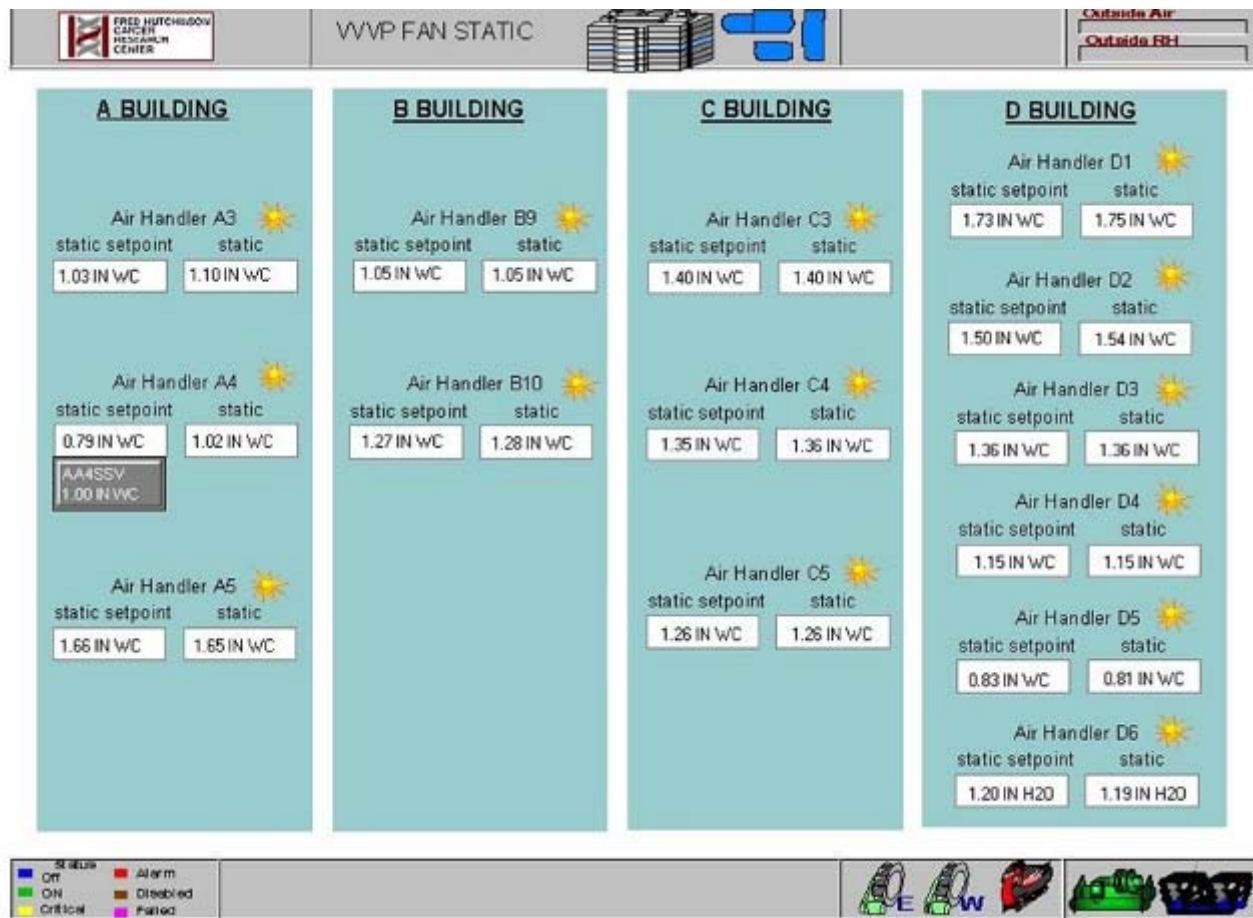 FRED HUTCHINSON
CANCER
RESEARCH
CENTER
VVVP FAN STATIC
Outside Air
Outside RH
A BUILDING
Air Handler A3
static setpoint static
1.03 IN WC 1.10 IN WC
Air Handler A4
static setpoint static
0.79 IN WC 1.02 IN WC
AA4SSV
1.00 IN WC
Air Handler A5
static setpoint static
1.66 IN WC 1.65 IN WC
B BUILDING
Air Handler B9
static setpoint static
1.05 IN WC 1.05 IN WC
Air Handler B10
static setpoint static
1.27 IN WC 1.28 IN WC
C BUILDING
Air Handler C3
static setpoint static
1.40 IN WC 1.40 IN WC
Air Handler C4
static setpoint static
1.35 IN WC 1.36 IN WC
Air Handler C5
static setpoint static
1.26 IN WC 1.26 IN WC
D BUILDING
Air Handler D1
static setpoint static
1.73 IN WC 1.75 IN WC
Air Handler D2
static setpoint static
1.50 IN WC 1.54 IN WC
Air Handler D3
static setpoint static
1.36 IN WC 1.36 IN WC
Air Handler D4
static setpoint static
1.15 IN WC 1.15 IN WC
Air Handler D5
static setpoint static
0.83 IN WC 0.81 IN WC
Air Handler D6
static setpoint static
1.20 IN H2O 1.19 IN H2O
Status
Off Alarm
ON Disabled
Critical Failed
E W